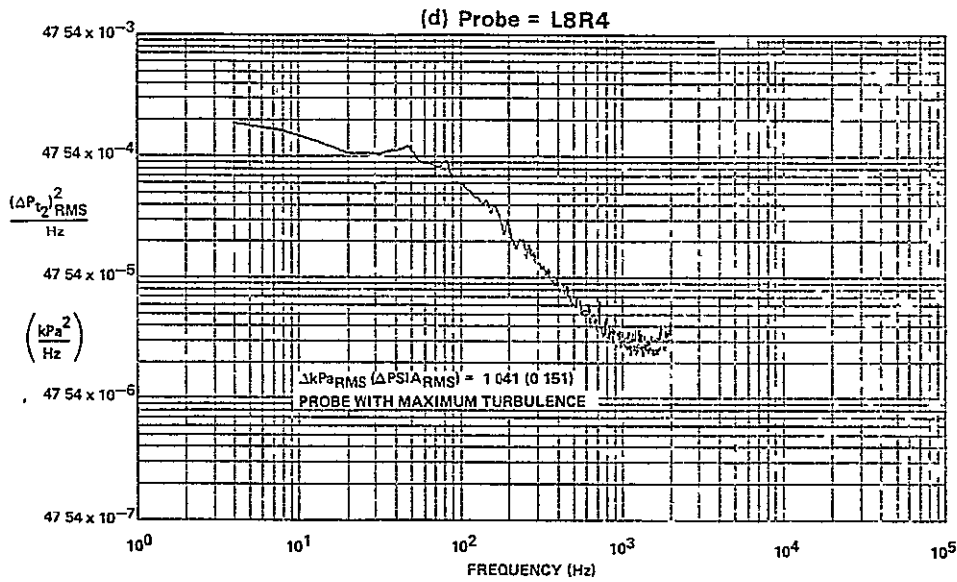 (d) Probe = L8R4
47 54 x 10⁻³
47 54 x 10⁻⁴
(ΔPt₂)²RMS
Hz
47 54 x 10⁻⁵
(kPa²
Hz)
47 54 x 10⁻⁶
47 54 x 10⁻⁷
ΔkPaRMS (ΔPSIARMS) = 1 041 (0 151)
PROBE WITH MAXIMUM TURBULENCE
10⁰ 10¹ 10² 10³ 10⁴ 10⁵
FREQUENCY (Hz)